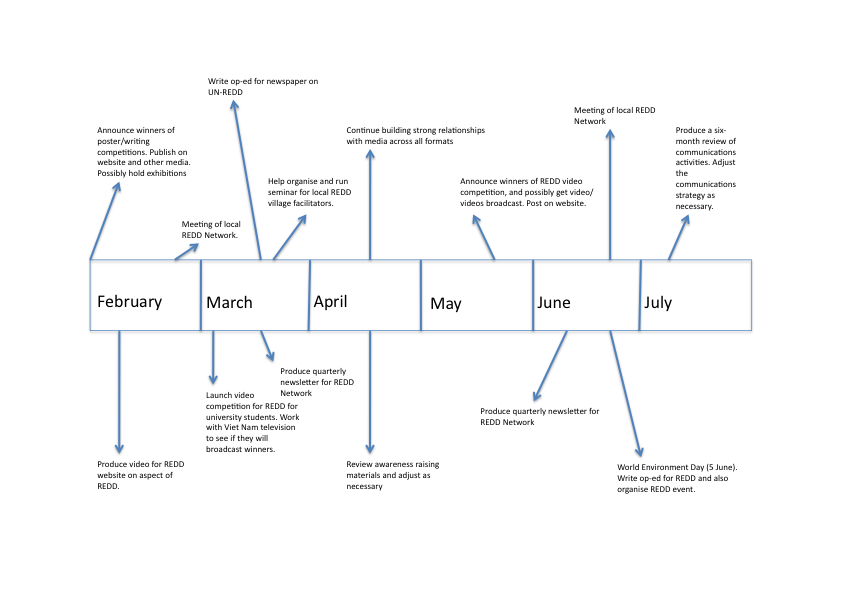 Write op-ed for newspaper on
UN-REDD
Announce winners of
poster/writing
competitions. Publish on
website and other media.
Possibly hold exhibitions
Continue building strong relationships
with media across all formats
Meeting of local REDD
Network
Produce a six-
month review of
communications
activities. Adjust
the
communications
strategy as
necessary.
Help organise and run
seminar for local REDD
village facilitators.
Announce winners of REDD video
competition, and possibly get video/
videos broadcast. Post on website.
Meeting of local
REDD Network.
February
March
April
May
June
July
Produce quarterly
newsletter for REDD
Network
Launch video
competition for REDD for
university students. Work
with Viet Nam television
to see if they will
broadcast winners.
Produce quarterly newsletter for
REDD Network
Produce video for REDD
website on aspect of
REDD.
Review awareness raising
materials and adjust as
necessary
World Environment Day (5 June).
Write op-ed for REDD and also
organise REDD event.